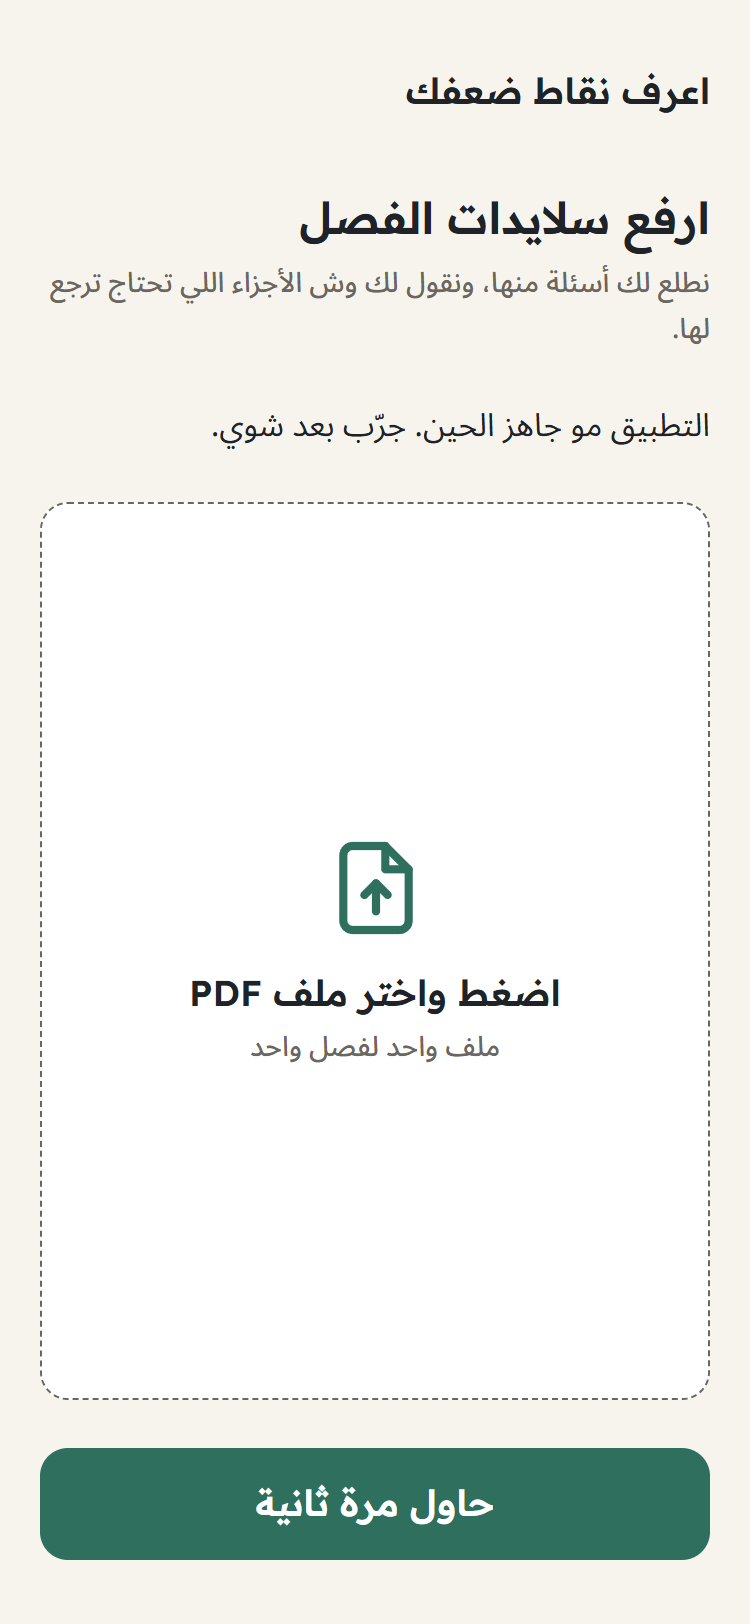 اعرف نقاط ضعفك
ارفع سلايدات الفصل
نطلع لك أسئلة منها، ونقول لك وش الأجزاء اللي تحتاج ترجع
لها.
التطبيق مو جاهز الحين. جرّب بعد شوي.
اضغط واختر ملف PDF
ملف واحد لفصل واحد
حاول مرة ثانية